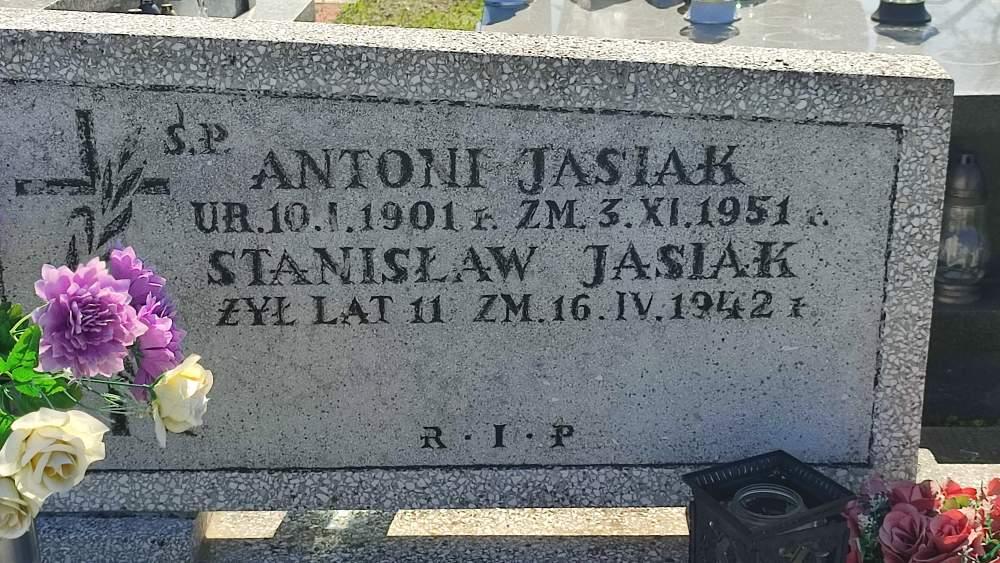 Ś.P
ANTONI JASIAK
UR.10.I.1901 r. ZM.3.XI.1951 r.
STANISŁAW JASIAK
ŻYŁ LAT 11 ZM.16.IV.1942 r
R·I·P